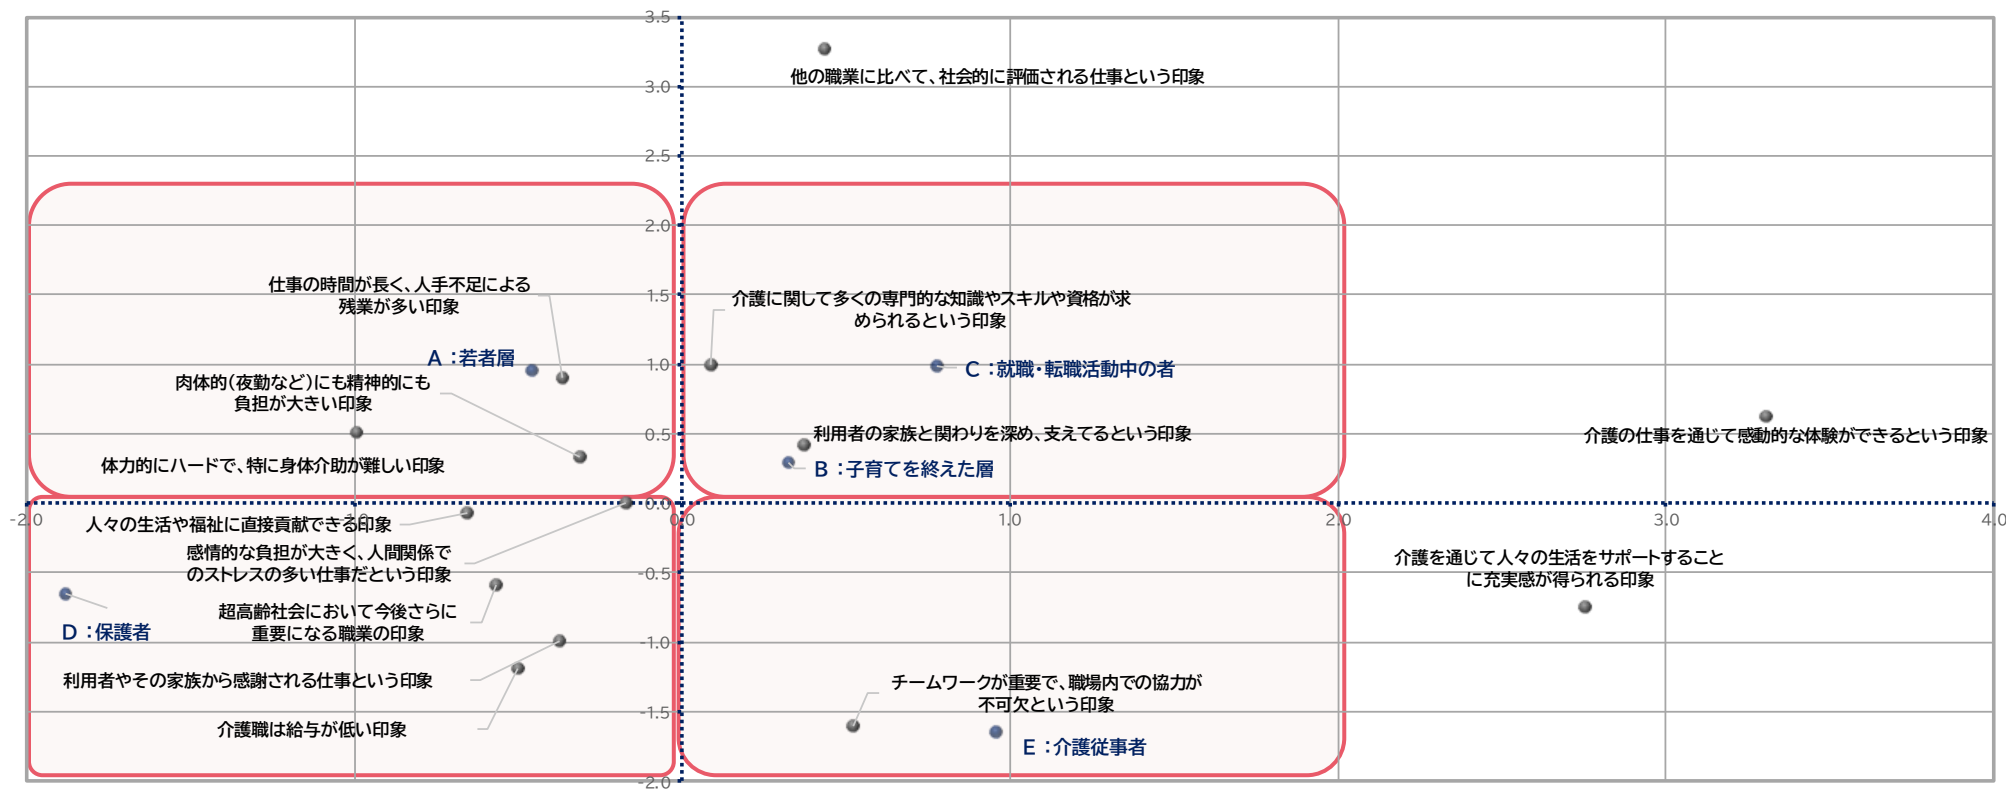 3.5
他の職業に比べて、社会的に評価される仕事という印象
3.0
2.5
2.0
仕事の時間が長く、人手不足による
残業が多い印象
1.5
介護に関して多くの専門的な知識やスキルや資格が求
められるという印象
A ：若者層
1.0
C ：就職・転職活動中の者
肉体的（夜勤など）にも精神的にも
負担が大きい印象
0.5
利用者の家族と関わりを深め、支えてるという印象
介護の仕事を通じて感動的な体験ができるという印象
体力的にハードで、特に身体介助が難しい印象
B ：子育てを終えた層
0.0
-2.0
-1.0
0.0
1.0
2.0
3.0
4.0
人々の生活や福祉に直接貢献できる印象
感情的な負担が大きく、人間関係で
のストレスの多い仕事だという印象
介護を通じて人々の生活をサポートすること
に充実感が得られる印象
-0.5
超高齢社会において今後さらに
重要になる職業の印象
D ：保護者
-1.0
利用者やその家族から感謝される仕事という印象
チームワークが重要で、職場内での協力が
不可欠という印象
-1.5
介護職は給与が低い印象
E ：介護従事者
-2.0